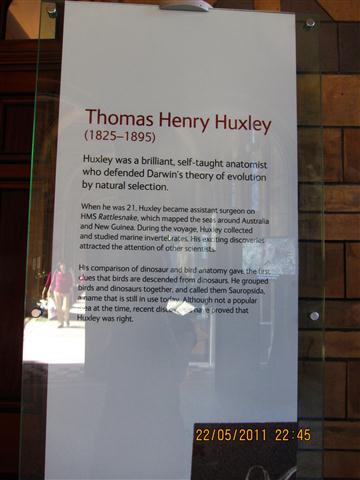 Thomas Henry Huxley
(1825–1895)
Huxley was a brilliant, self-taught anatomist
who defended Darwin's theory of evolution
by natural selection.
When he was 21, Huxley became assistant surgeon on
HMS Rattlesnake, which mapped the seas around Australia
and New Guinea. During the voyage, Huxley collected
and studied marine invertebrates. His exciting discoveries
attracted the attention of other scientists.
His comparison of dinosaur and bird anatomy gave the first
clues that birds are descended from dinosaurs. He grouped
birds and dinosaurs together, and called them Sauropsida,
a name that is still in use today. Although not a popular
idea at the time, recent discoveries have proved that
Huxley was right.
22/05/2011 22:45